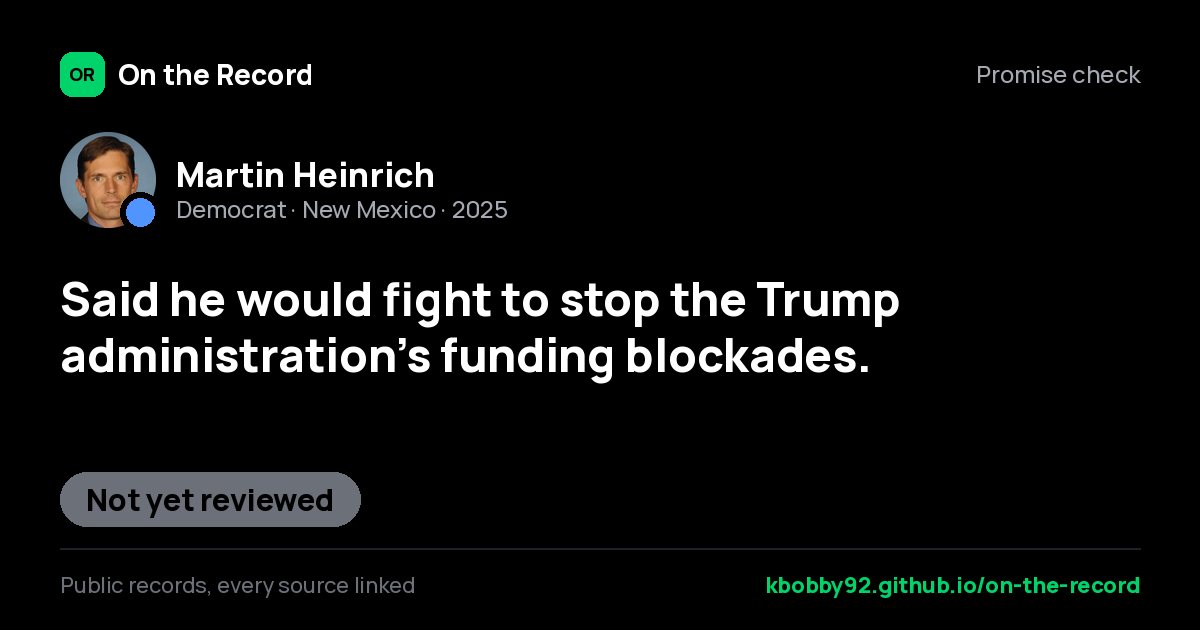 OR On the Record
Promise check
Martin Heinrich
Democrat · New Mexico · 2025
Said he would fight to stop the Trump
administration’s funding blockades.
Not yet reviewed
Public records, every source linked
kbobby92.github.io/on-the-record